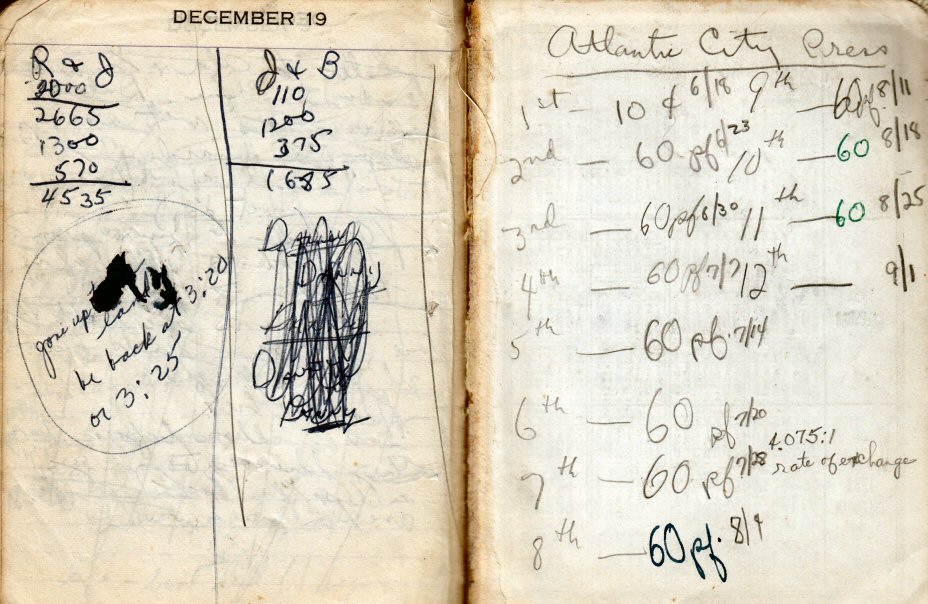 DECEMBER 19
R & J
2000
2665
1300
570
4535
gone up
be back at 3:20
or 3:25
J & B
110
1200
375
1685
Danny
Danny
Atlantic City Press
1st — 10 ¢ 6/18 9th — 60 pf 8/11
2nd — 60 pf 6/23 10th — 60 8/18
3rd — 60 pf 6/30 11th — 60 8/25
4th — 60 pf 7/7 12th — 9/1
5th — 60 pf. 7/14
6th — 60 pf 7/20
4.075:1
7th — 60 pf 7/28 rate of exchange
8th — 60 pf. 8/4